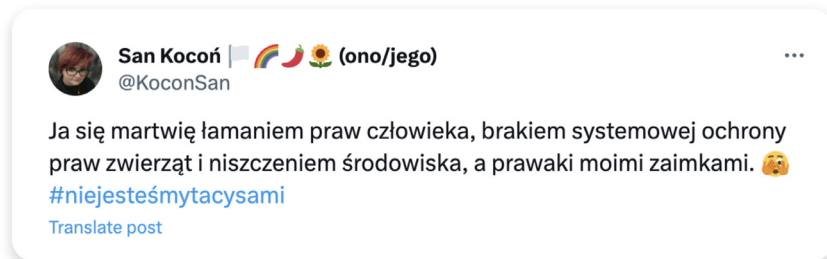 San Kocoń 🏳️🌈🌶️🌻 (ono/jego)
@KoconSan
Ja się martwię łamaniem praw człowieka, brakiem systemowej ochrony
praw zwierząt i niszczeniem środowiska, a prawaki moimi zaimkami. 🫣
#niejesteśmytacysami
Translate post